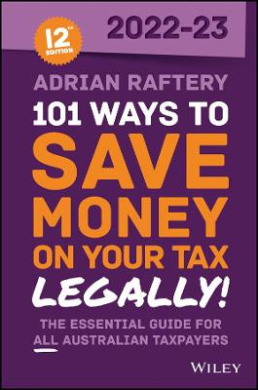 12th
EDITION
2022-23
ADRIAN RAFTERY
101 WAYS TO
SAVE
MONEY
ON YOUR TAX
LEGALLY!
THE ESSENTIAL GUIDE FOR
ALL AUSTRALIAN TAXPAYERS
WILEY